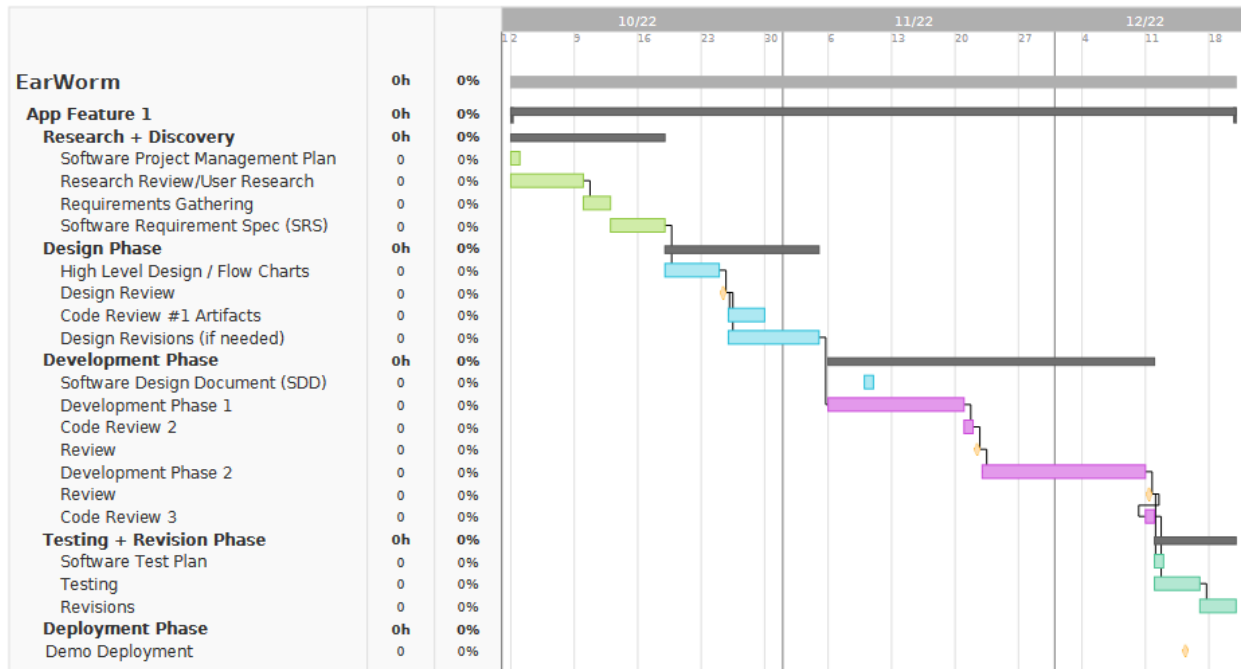 10/22 11/22 12/22
1 2 9 16 23 30 6 13 20 27 4 11 18
EarWorm 0h 0%
App Feature 1 0h 0%
Research + Discovery 0h 0%
Software Project Management Plan 0 0%
Research Review/User Research 0 0%
Requirements Gathering 0 0%
Software Requirement Spec (SRS) 0 0%
Design Phase 0h 0%
High Level Design / Flow Charts 0 0%
Design Review 0 0%
Code Review #1 Artifacts 0 0%
Design Revisions (if needed) 0 0%
Development Phase 0h 0%
Software Design Document (SDD) 0 0%
Development Phase 1 0 0%
Code Review 2 0 0%
Review 0 0%
Development Phase 2 0 0%
Review 0 0%
Code Review 3 0 0%
Testing + Revision Phase 0h 0%
Software Test Plan 0 0%
Testing 0 0%
Revisions 0 0%
Deployment Phase 0h 0%
Demo Deployment 0 0%